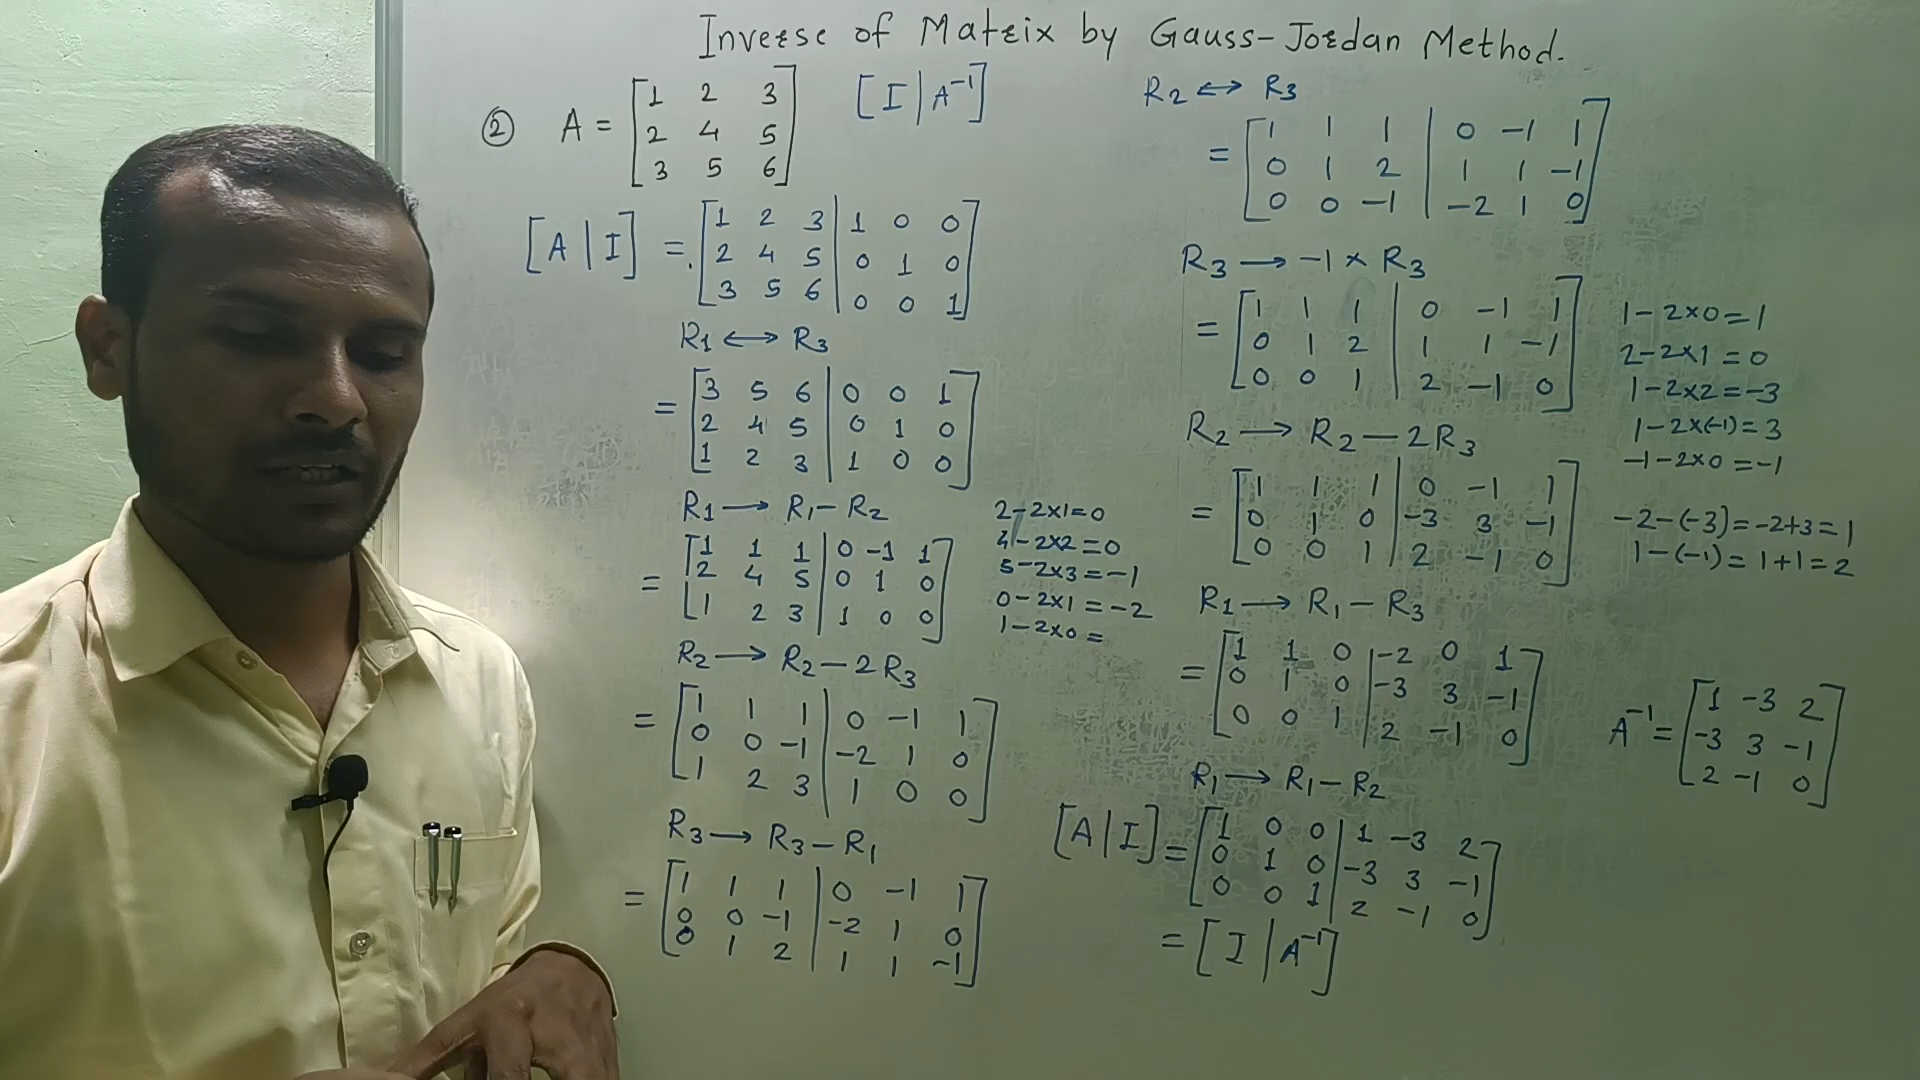 Inverse of Matrix by Gauss-Jordan Method.
② A = [1 2 3
2 4 5
3 5 6] [I | A⁻¹]
[A | I] = [1 2 3 | 1 0 0
2 4 5 | 0 1 0
3 5 6 | 0 0 1]
R1 ↔ R3
= [3 5 6 | 0 0 1
2 4 5 | 0 1 0
1 2 3 | 1 0 0]
R1 → R1 – R2
= [1 1 1 | 0 -1 1
2 4 5 | 0 1 0
1 2 3 | 1 0 0]
2-2×1=0
4-2×2=0
5-2×3=-1
0-2×1=-2
1-2×0=
R2 → R2 – 2R3
= [1 1 1 | 0 -1 1
0 0 -1 | -2 1 0
1 2 3 | 1 0 0]
R3 → R3 – R1
= [1 1 1 | 0 -1 1
0 0 -1 | -2 1 0
0 1 2 | 1 1 -1]
R2 ↔ R3
= [1 1 1 | 0 -1 1
0 1 2 | 1 1 -1
0 0 -1 | -2 1 0]
R3 → -1 × R3
= [1 1 1 | 0 -1 1
0 1 2 | 1 1 -1
0 0 1 | 2 -1 0]
1-2×0=1
2-2×1=0
1-2×2=-3
1-2×(-1)=3
-1-2×0=-1
R2 → R2 – 2R3
= [1 1 1 | 0 -1 1
0 1 0 | -3 3 -1
0 0 1 | 2 -1 0]
-2-(-3)=-2+3=1
1-(-1)=1+1=2
R1 → R1 – R3
= [1 1 0 | -2 0 1
0 1 0 | -3 3 -1
0 0 1 | 2 -1 0]
R1 → R1 – R2
[A | I] = [1 0 0 | 1 -3 2
0 1 0 | -3 3 -1
0 0 1 | 2 -1 0]
= [I | A⁻¹]
A⁻¹ = [1 -3 2
-3 3 -1
2 -1 0]